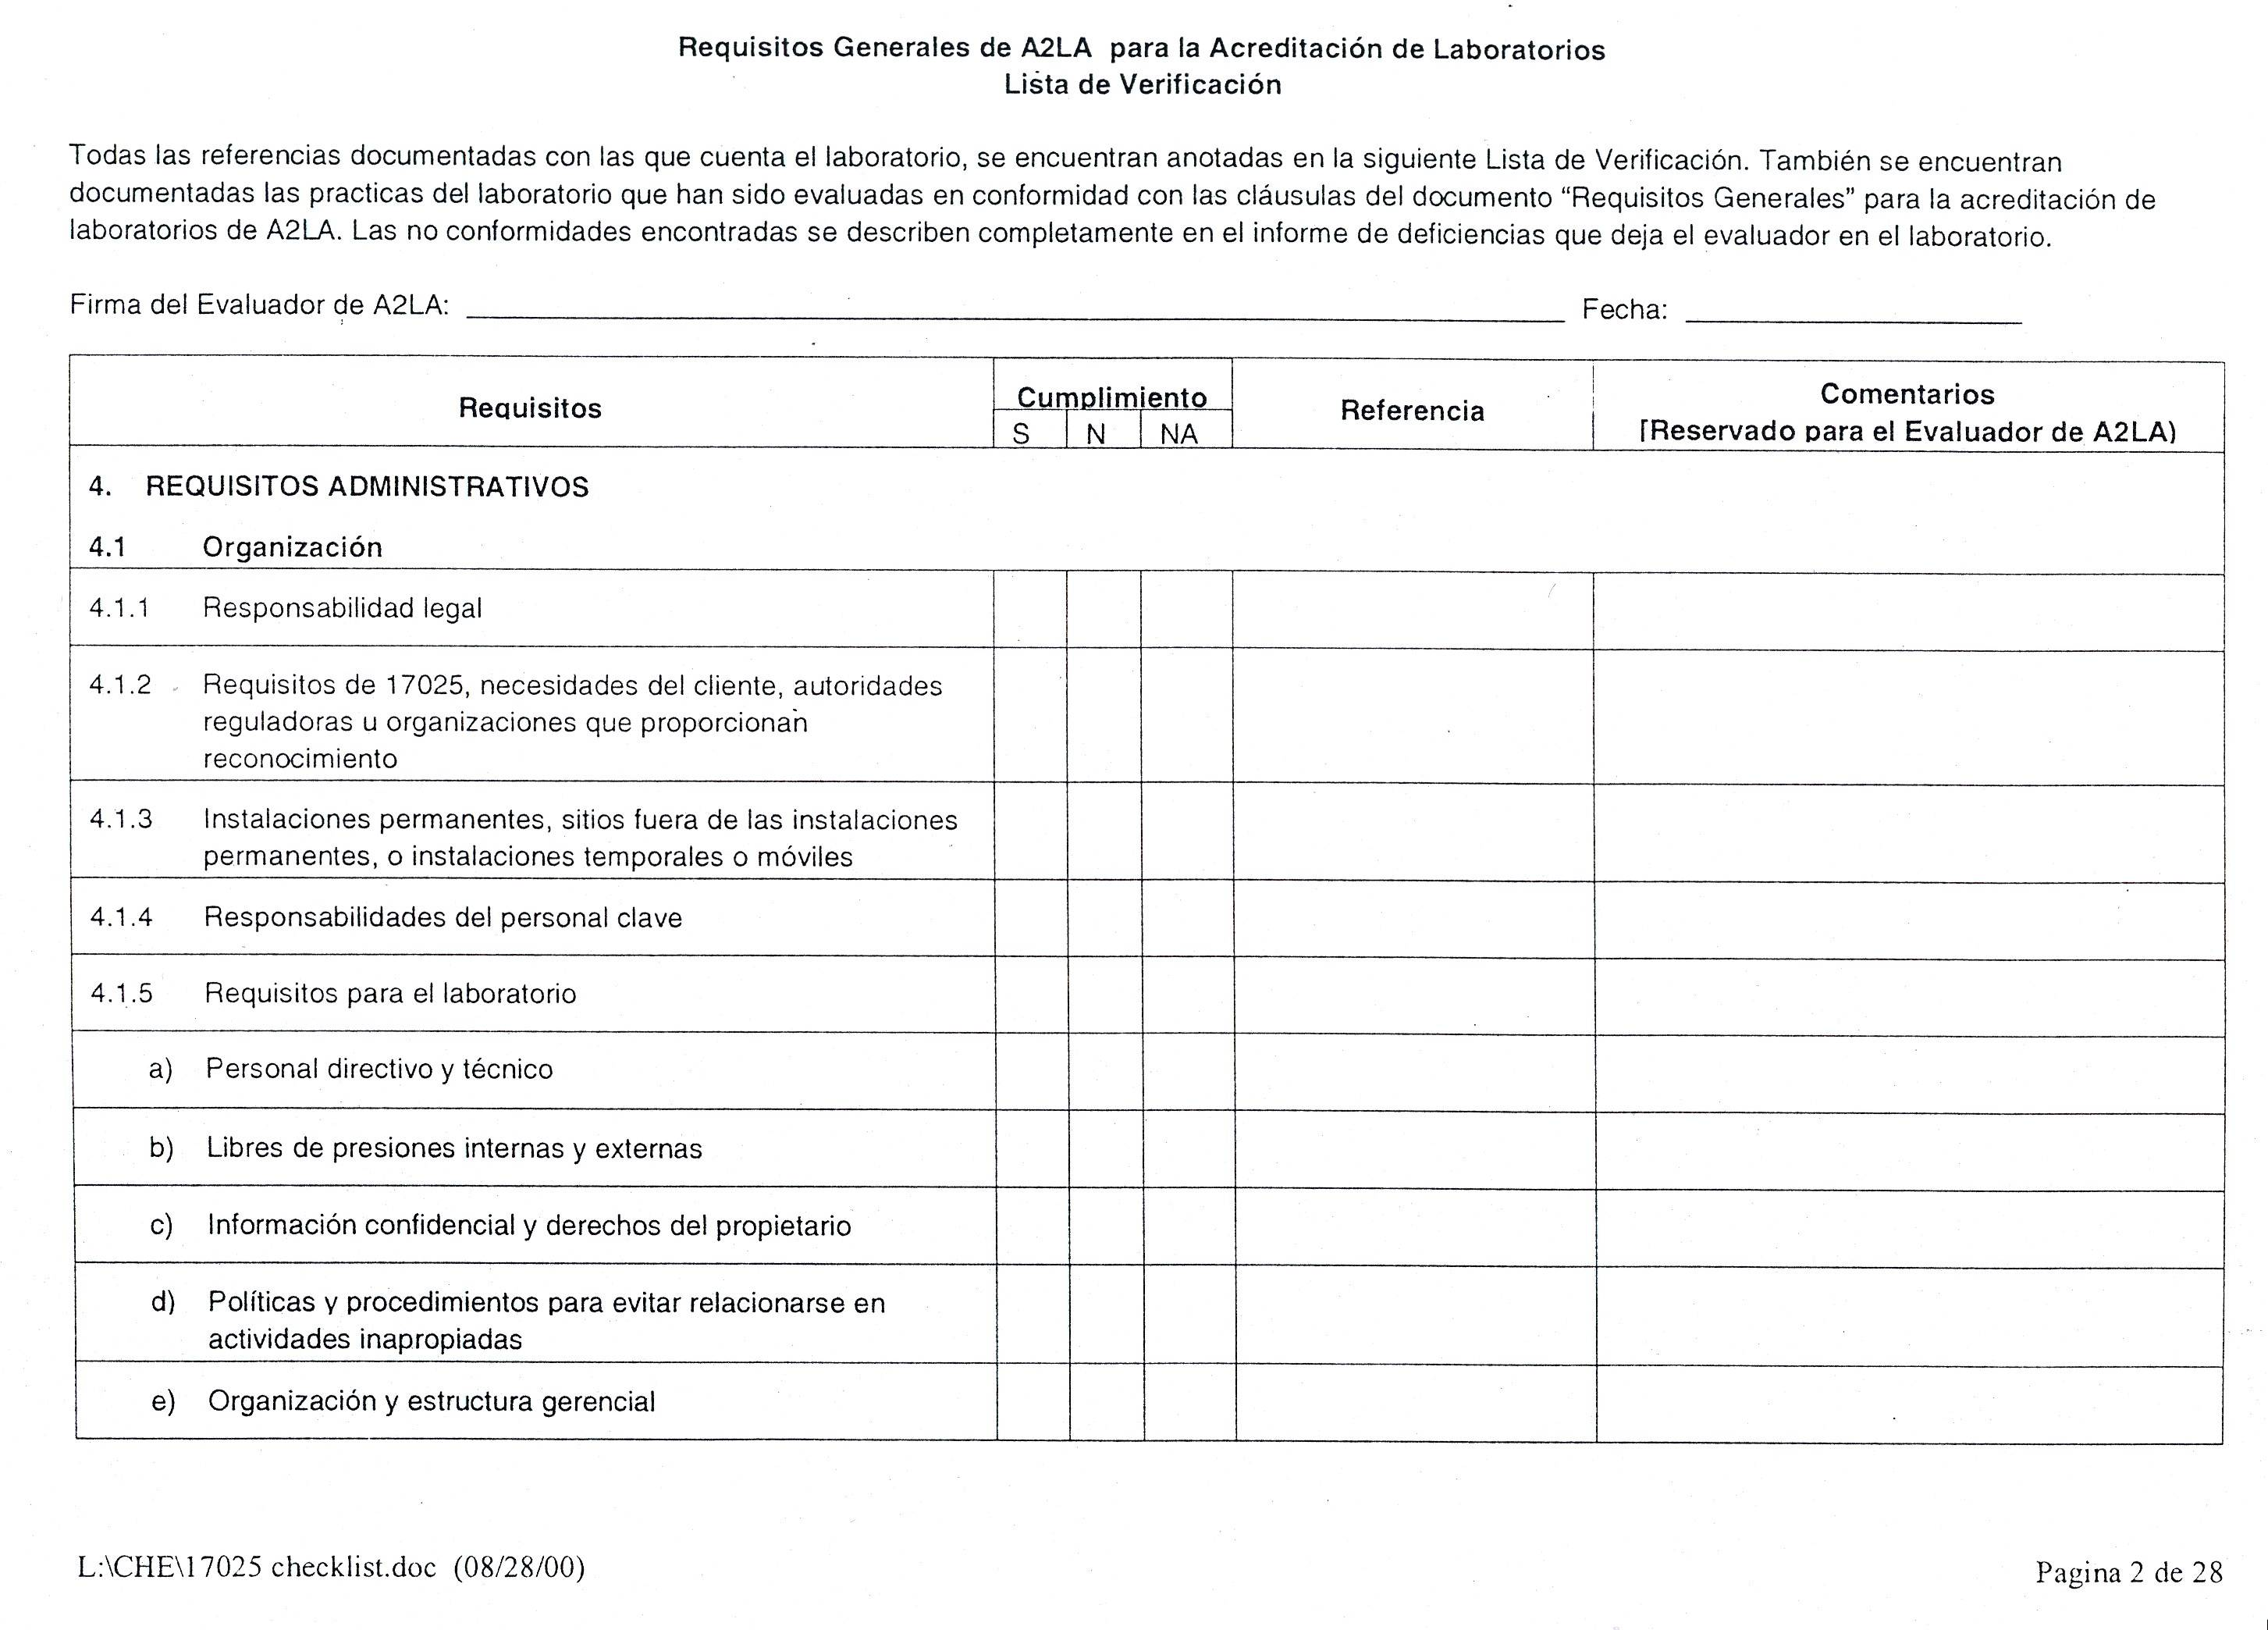 Requisitos Generales de A2LA para la Acreditación de Laboratorios
Lista de Verificación
Todas las referencias documentadas con las que cuenta el laboratorio, se encuentran anotadas en la siguiente Lista de Verificación. También se encuentran
documentadas las practicas del laboratorio que han sido evaluadas en conformidad con las cláusulas del documento “Requisitos Generales” para la acreditación de
laboratorios de A2LA. Las no conformidades encontradas se describen completamente en el informe de deficiencias que deja el evaluador en el laboratorio.
Firma del Evaluador de A2LA: Fecha:
Requisitos
Cumplimiento
S N NA
Referencia
Comentarios
[Reservado para el Evaluador de A2LA)
4. REQUISITOS ADMINISTRATIVOS
4.1 Organización
4.1.1 Responsabilidad legal
4.1.2 Requisitos de 17025, necesidades del cliente, autoridades
reguladoras u organizaciones que proporcionan
reconocimiento
4.1.3 Instalaciones permanentes, sitios fuera de las instalaciones
permanentes, o instalaciones temporales o móviles
4.1.4 Responsabilidades del personal clave
4.1.5 Requisitos para el laboratorio
a) Personal directivo y técnico
b) Libres de presiones internas y externas
c) Información confidencial y derechos del propietario
d) Políticas y procedimientos para evitar relacionarse en
actividades inapropiadas
e) Organización y estructura gerencial
L:\CHE\17025 checklist.doc (08/28/00)
Pagina 2 de 28